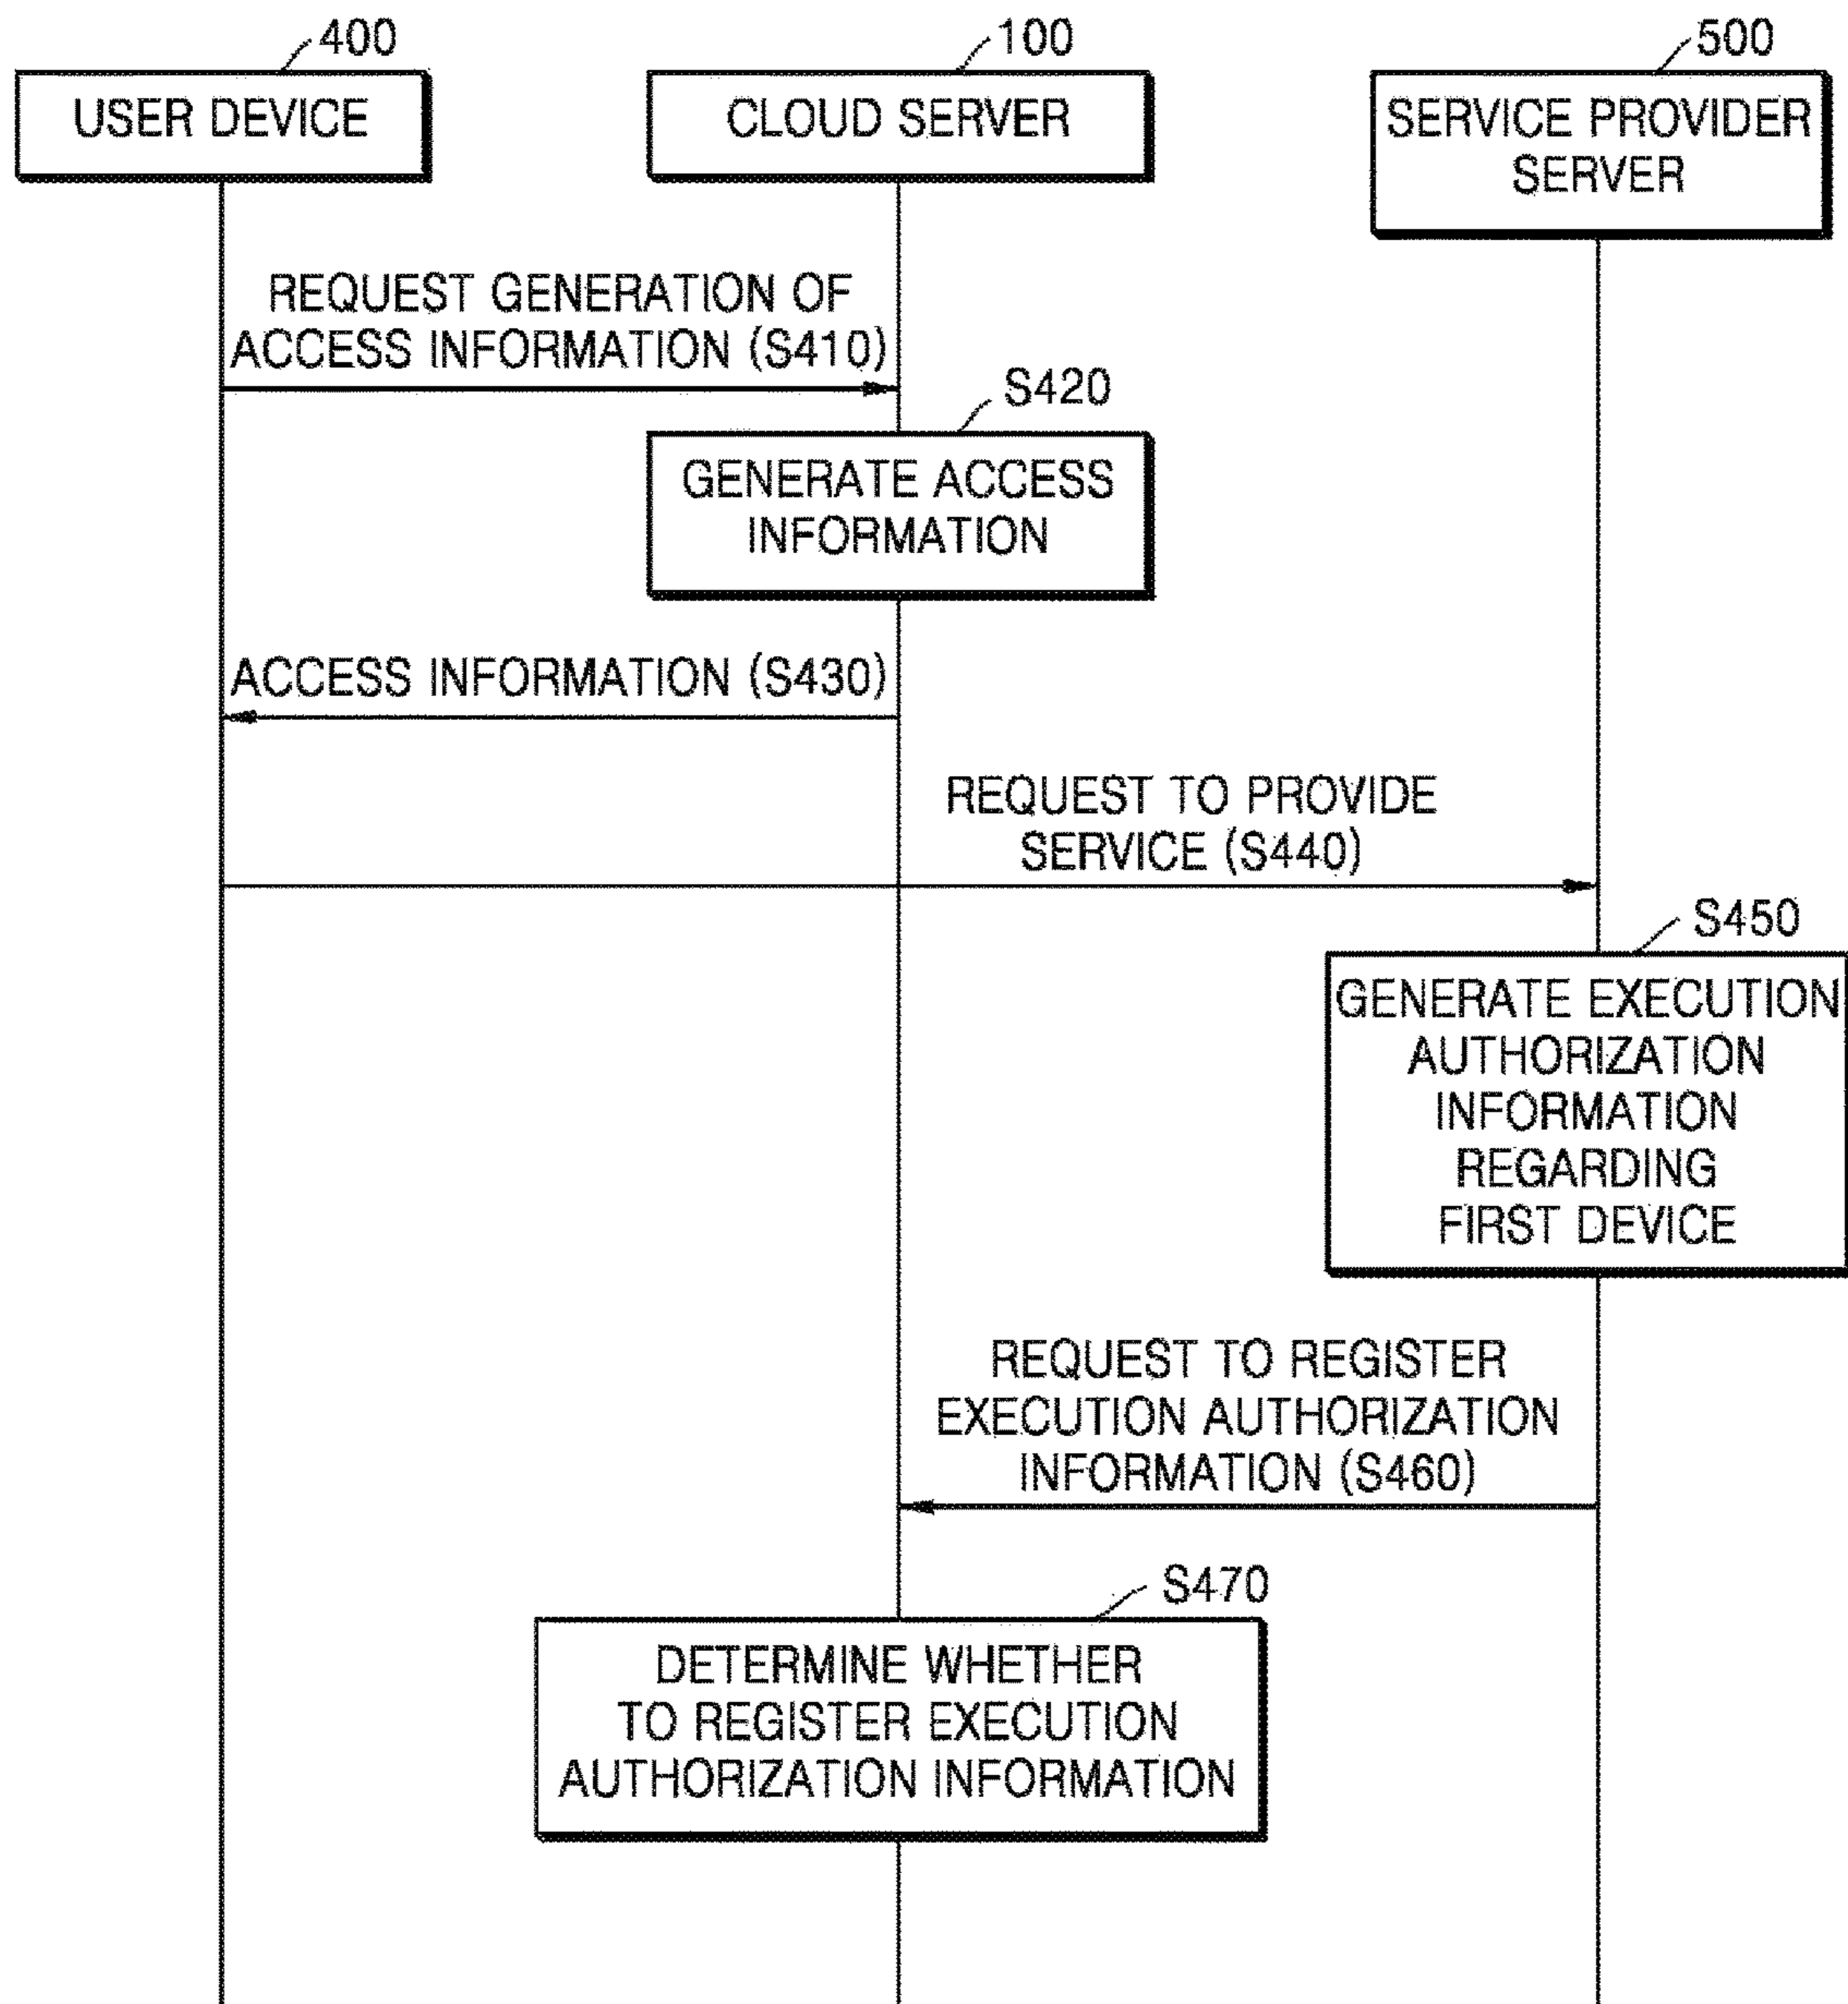 400
100
500
USER DEVICE
CLOUD SERVER
SERVICE PROVIDER
SERVER
REQUEST GENERATION OF
ACCESS INFORMATION (S410)
S420
GENERATE ACCESS
INFORMATION
ACCESS INFORMATION (S430)
REQUEST TO PROVIDE
SERVICE (S440)
S450
GENERATE EXECUTION
AUTHORIZATION
INFORMATION
REGARDING
FIRST DEVICE
REQUEST TO REGISTER
EXECUTION AUTHORIZATION
INFORMATION (S460)
S470
DETERMINE WHETHER
TO REGISTER EXECUTION
AUTHORIZATION INFORMATION